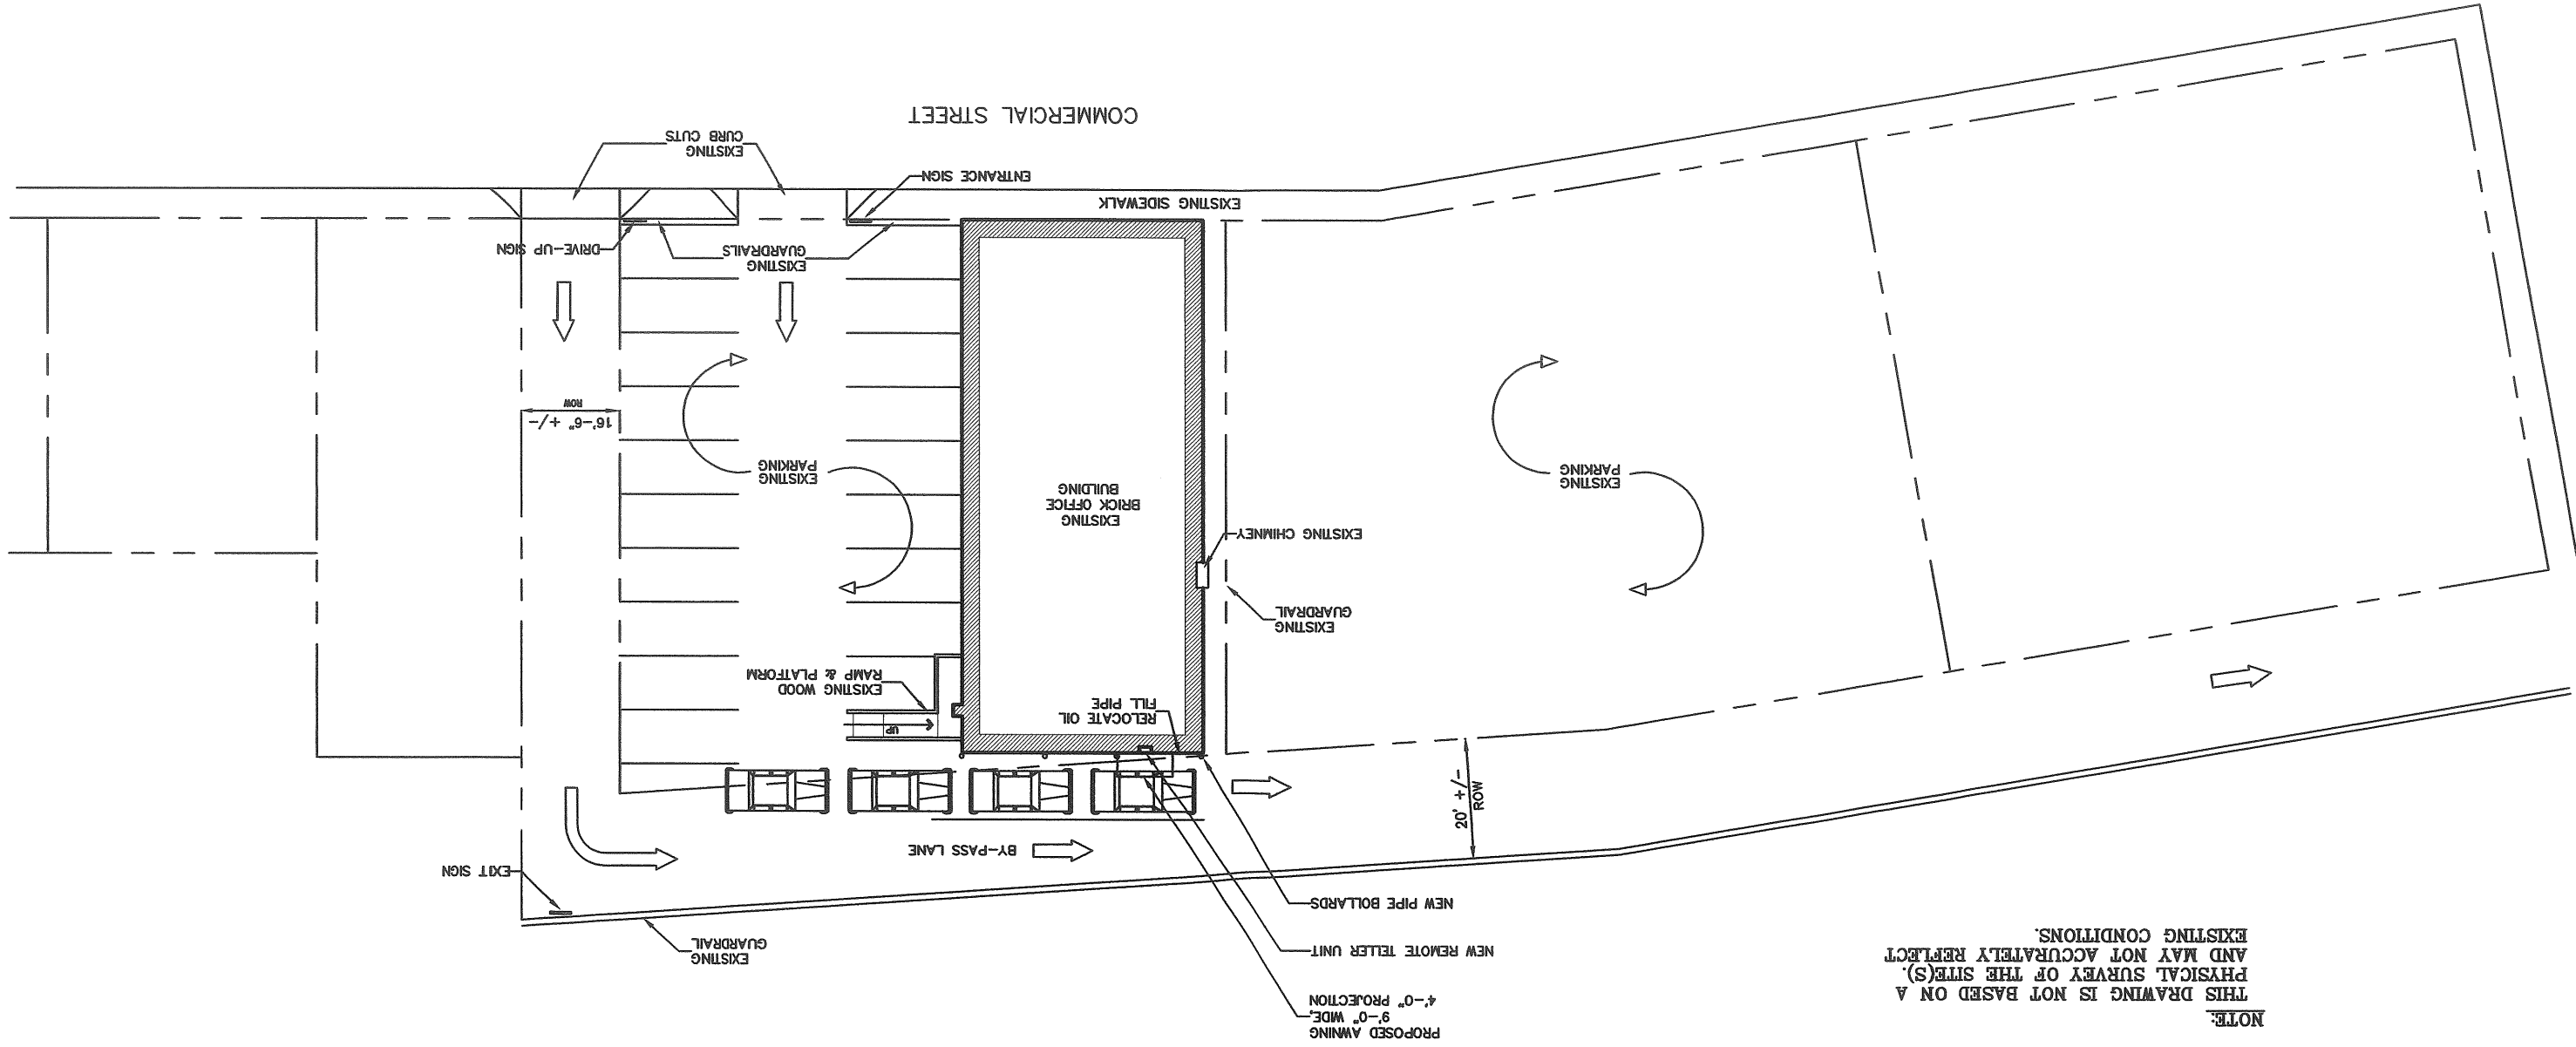 NOTE:
THIS DRAWING IS NOT BASED ON A
PHYSICAL SURVEY OF THE SITE(S).
AND MAY NOT ACCURATELY REFLECT
EXISTING CONDITIONS.
PROPOSED AWNING
9'-0" WIDE,
4'-0" PROJECTION
NEW REMOTE TELLER UNIT
NEW PIPE BOLLARDS
EXISTING
GUARDRAIL
EXIT SIGN
BY-PASS LANE
20' +/-
ROW
UP
RELOCATE OIL
FILL PIPE
EXISTING WOOD
RAMP & PLATFORM
EXISTING
GUARDRAIL
EXISTING CHIMNEY
EXISTING
BRICK OFFICE
BUILDING
EXISTING
PARKING
EXISTING
PARKING
16'-6" +/-
ROW
EXISTING
GUARDRAILS
DRIVE-UP SIGN
EXISTING SIDEWALK
ENTRANCE SIGN
EXISTING
CURB CUTS
COMMERCIAL STREET